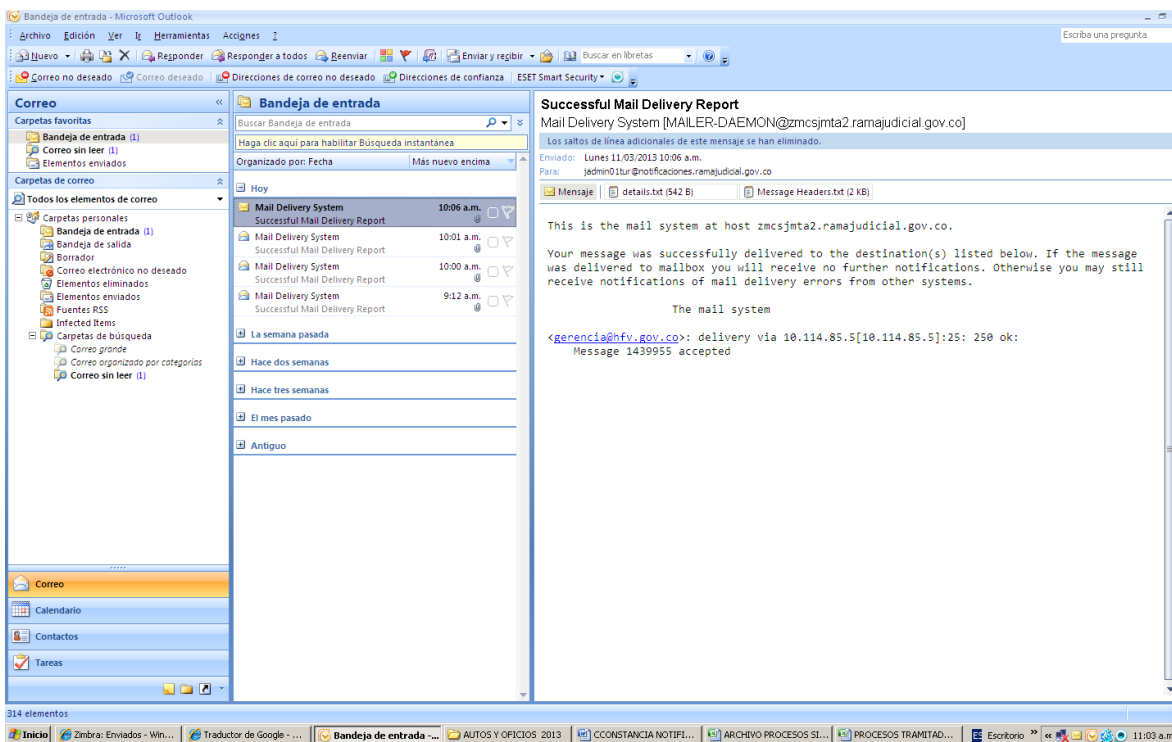 Bandeja de entrada - Microsoft Outlook
Archivo Edición Ver Ir Herramientas Acciones ?
Escriba una pregunta
Nuevo Responder Responder a todos Reenviar Enviar y recibir Buscar en libretas
Correo no deseado Correo deseado Direcciones de correo no deseado Direcciones de confianza ESET Smart Security
Correo
Carpetas favoritas
Bandeja de entrada (1)
Correo sin leer (1)
Elementos enviados
Carpetas de correo
Todos los elementos de correo
Carpetas personales
Bandeja de entrada (1)
Bandeja de salida
Borrador
Correo electrónico no deseado
Elementos eliminados
Elementos enviados
Fuentes RSS
Infected Items
Carpetas de búsqueda
Correo grande
Correo organizado por categorías
Correo sin leer (1)
Correo
Calendario
Contactos
Tareas
Bandeja de entrada
Buscar Bandeja de entrada
Haga clic aquí para habilitar Búsqueda instantánea
Organizado por: Fecha Más nuevo encima
Hoy
Mail Delivery System 10:06 a.m.
Successful Mail Delivery Report
Mail Delivery System 10:01 a.m.
Successful Mail Delivery Report
Mail Delivery System 10:00 a.m.
Successful Mail Delivery Report
Mail Delivery System 9:12 a.m.
Successful Mail Delivery Report
La semana pasada
Hace dos semanas
Hace tres semanas
El mes pasado
Antiguo
Successful Mail Delivery Report
Mail Delivery System [MAILER-DAEMON@zmcsjmta2.ramajudicial.gov.co]
Los saltos de línea adicionales de este mensaje se han eliminado.
Enviado: Lunes 11/03/2013 10:06 a.m.
Para: jadmin01tur@notificaciones.ramajudicial.gov.co
Mensaje details.txt (542 B) Message Headers.txt (2 KB)
This is the mail system at host zmcsjmta2.ramajudicial.gov.co.
Your message was successfully delivered to the destination(s) listed below. If the message
was delivered to mailbox you will receive no further notifications. Otherwise you may still
receive notifications of mail delivery errors from other systems.
The mail system
<gerencia@hfv.gov.co>: delivery via 10.114.85.5[10.114.85.5]:25: 250 ok:
Message 1439955 accepted
314 elementos
Inicio Zimbra: Enviados - Win... Traductor de Google - ... Bandeja de entrada -... AUTOS Y OFICIOS 2013 CCONSTANCIA NOTIFI... ARCHIVO PROCESOS SI... PROCESOS TRAMITAD... ES Escritorio » « 11:03 a.m.